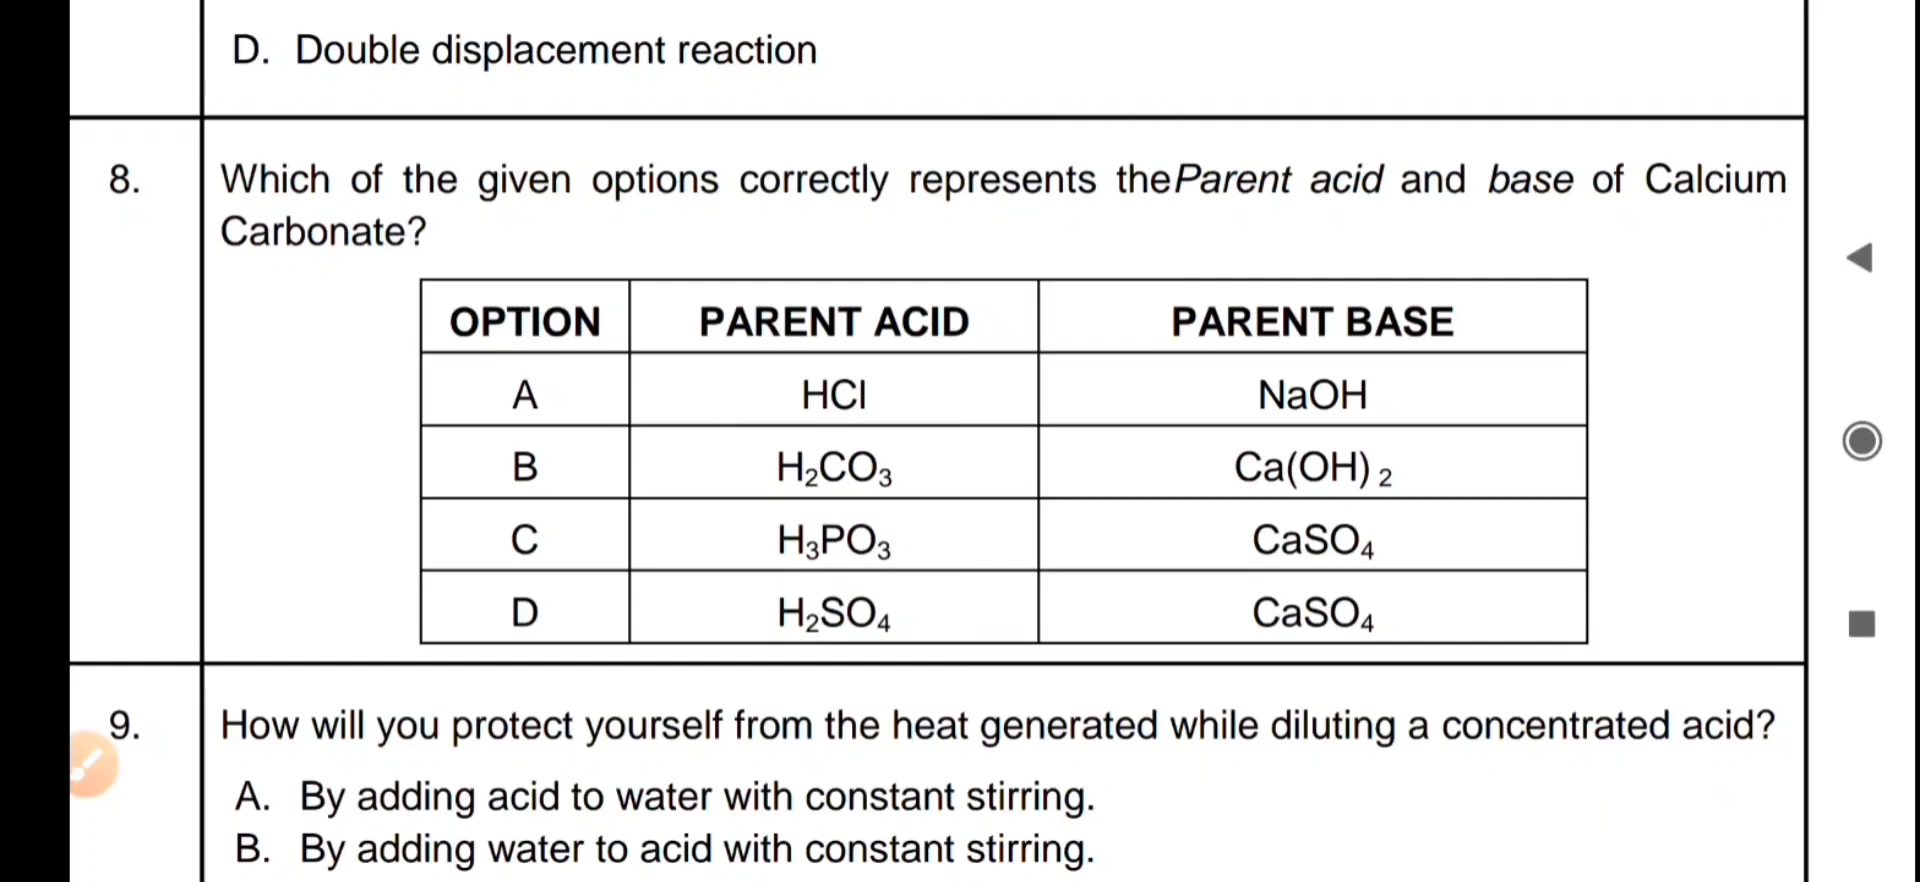 D. Double displacement reaction
8. Which of the given options correctly represents theParent acid and base of Calcium
Carbonate?
OPTION PARENT ACID PARENT BASE
A HCl NaOH
B H₂CO₃ Ca(OH) ₂
C H₃PO₃ CaSO₄
D H₂SO₄ CaSO₄
9. How will you protect yourself from the heat generated while diluting a concentrated acid?
A. By adding acid to water with constant stirring.
B. By adding water to acid with constant stirring.